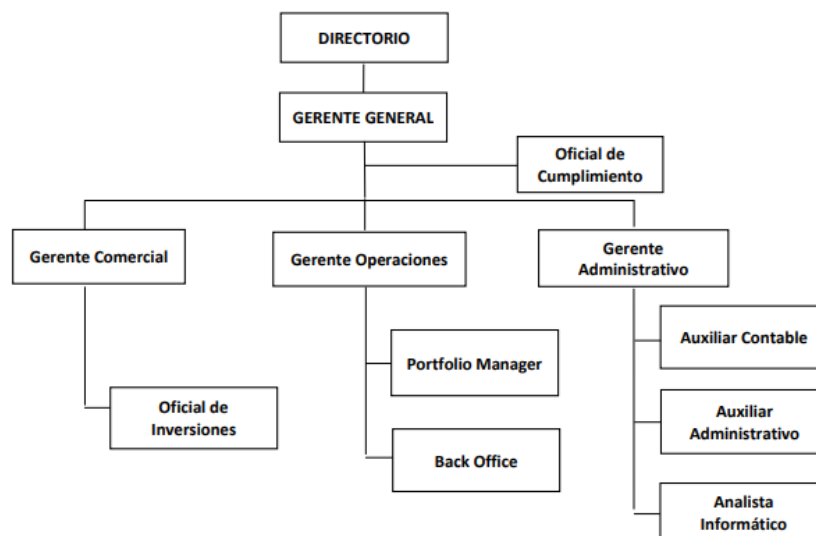 DIRECTORIO
GERENTE GENERAL
Oficial de
Cumplimiento
Gerente Comercial
Gerente Operaciones
Gerente
Administrativo
Auxiliar Contable
Portfolio Manager
Oficial de
Inversiones
Auxiliar
Administrativo
Back Office
Analista
Informático